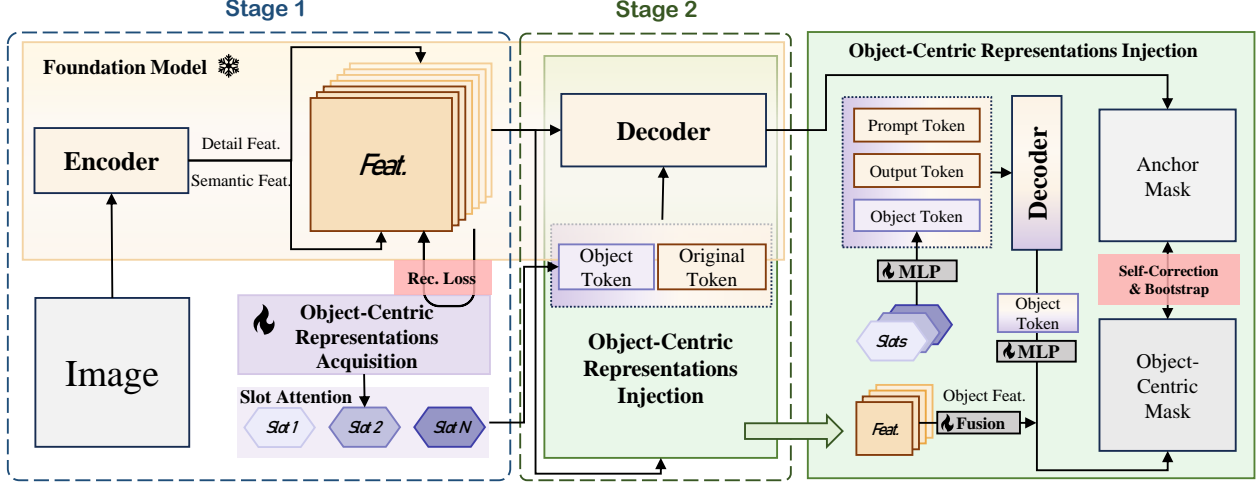 Stage 1
Stage 2
Foundation Model
Encoder
Detail Feat.
Semantic Feat.
Feat.
Rec. Loss
Image
Object-Centric
Representations
Acquisition
Slot Attention
Slot 1
Slot 2
Slot N
Decoder
Object
Token
Original
Token
Object-Centric
Representations
Injection
Object-Centric Representations Injection
Prompt Token
Output Token
Object Token
MLP
Slots
Decoder
Object
Token
MLP
Feat.
Object Feat.
Fusion
Anchor
Mask
Self-Correction
& Bootstrap
Object-
Centric
Mask